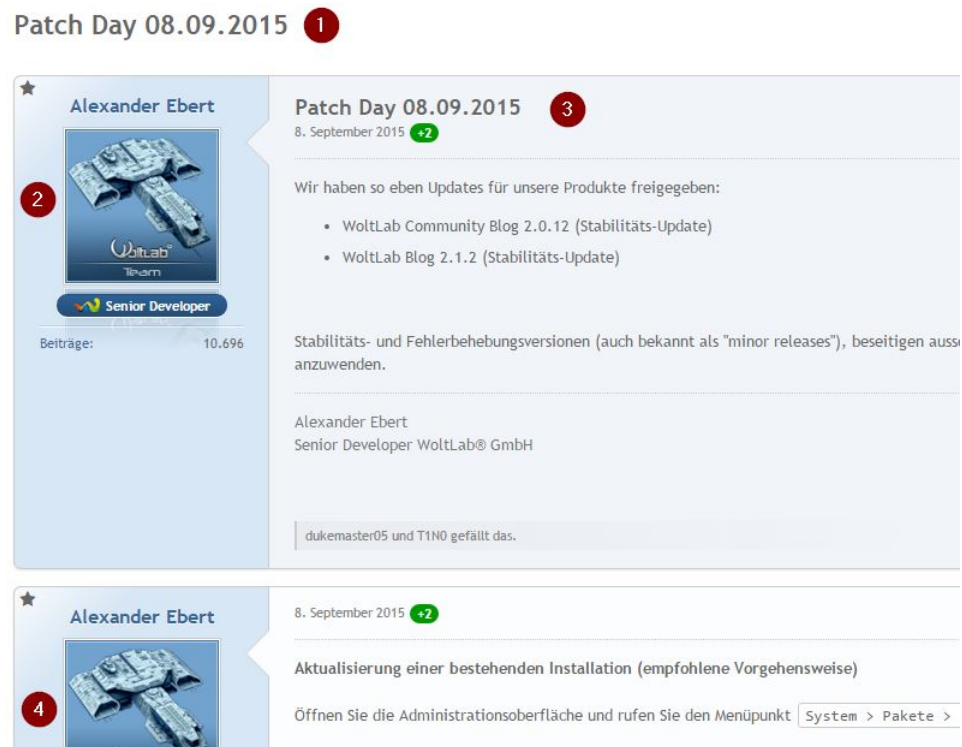 Patch Day 08.09.2015 1
Alexander Ebert
2
WoltLab®
Team
Senior Developer
Beiträge: 10.696
Patch Day 08.09.2015 3
8. September 2015 +2
Wir haben so eben Updates für unsere Produkte freigegeben:
• WoltLab Community Blog 2.0.12 (Stabilitäts-Update)
• WoltLab Blog 2.1.2 (Stabilitäts-Update)
Stabilitäts- und Fehlerbehebungsversionen (auch bekannt als "minor releases"), beseitigen
anzuwenden.
Alexander Ebert
Senior Developer WoltLab® GmbH
dukemaster05 und T1N0 gefällt das.
Alexander Ebert
4
8. September 2015 +2
Aktualisierung einer bestehenden Installation (empfohlene Vorgehensweise)
Öffnen Sie die Administrationsoberfläche und rufen Sie den Menüpunkt System > Pakete >